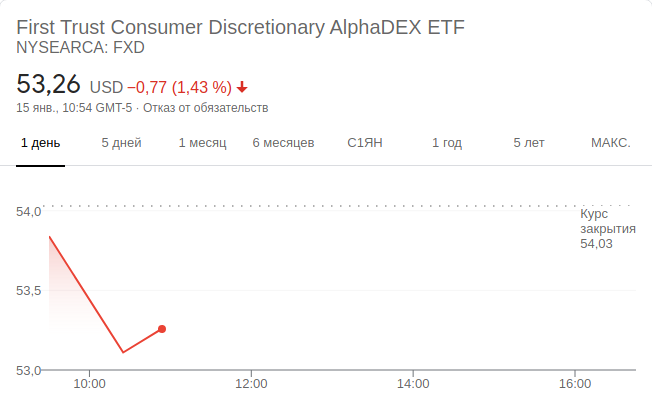 First Trust Consumer Discretionary AlphaDEX ETF
NYSEARCA: FXD
53,26 USD −0,77 (1,43 %)
15 янв., 10:54 GMT-5 · Отказ от обязательств
1 день 5 дней 1 месяц 6 месяцев С1ЯН 1 год 5 лет МАКС.
54,0
Курс
закрытия
54,03
53,5
53,0
10:00 12:00 14:00 16:00